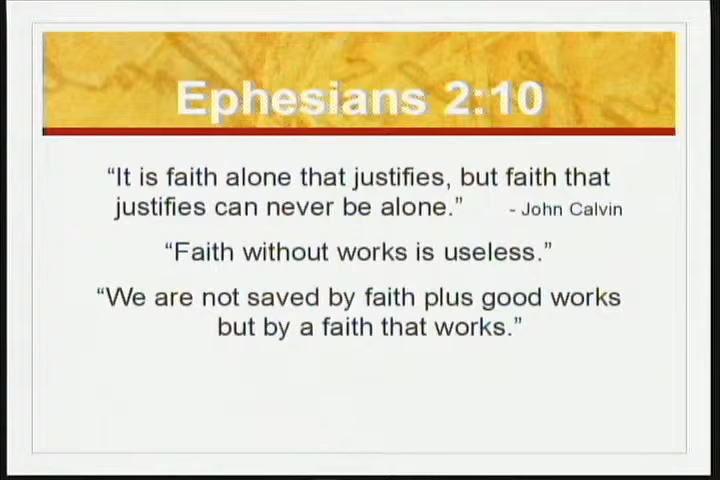 Ephesians 2:10
“It is faith alone that justifies, but faith that
justifies can never be alone.” - John Calvin
“Faith without works is useless.”
“We are not saved by faith plus good works
but by a faith that works.”